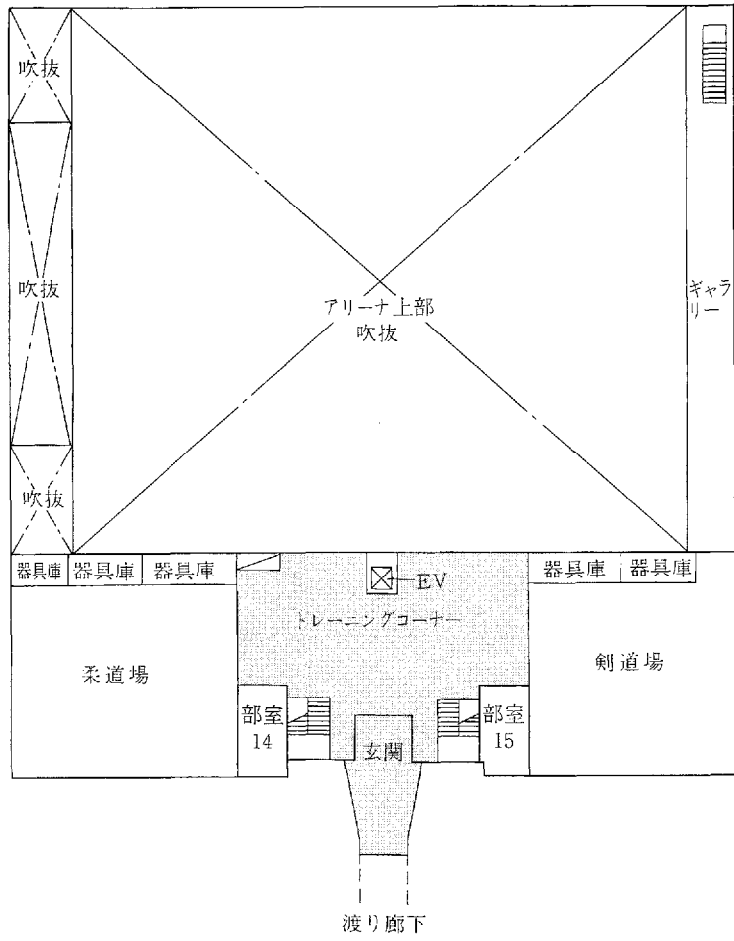 吹抜
吹抜
ギャラ
リー
アリーナ上部
吹抜
吹抜
器具庫
器具庫
器具庫
EV
器具庫
器具庫
トレーニングコーナー
柔道場
剣道場
部室
14
部室
15
玄関
渡り廊下